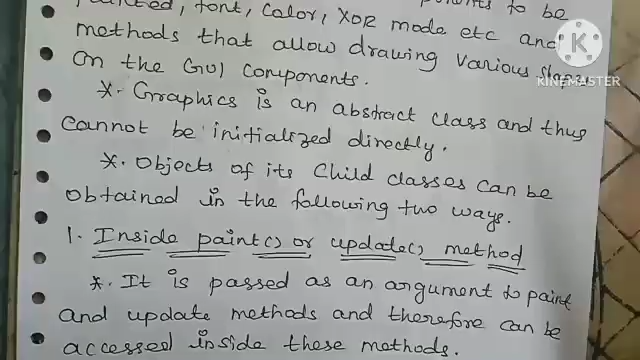 painted, font, Color, XOR mode etc and
methods that allow drawing various
on the GUI components.
*. Graphics is an abstract class and thus
cannot be initialized directly.
*. Objects of its child classes can be
obtained in the following two ways.
1. Inside paint() or update() method
*. It is passed as an argument to paint
and update methods and therefore can be
accessed inside these methods.
KINEMASTER